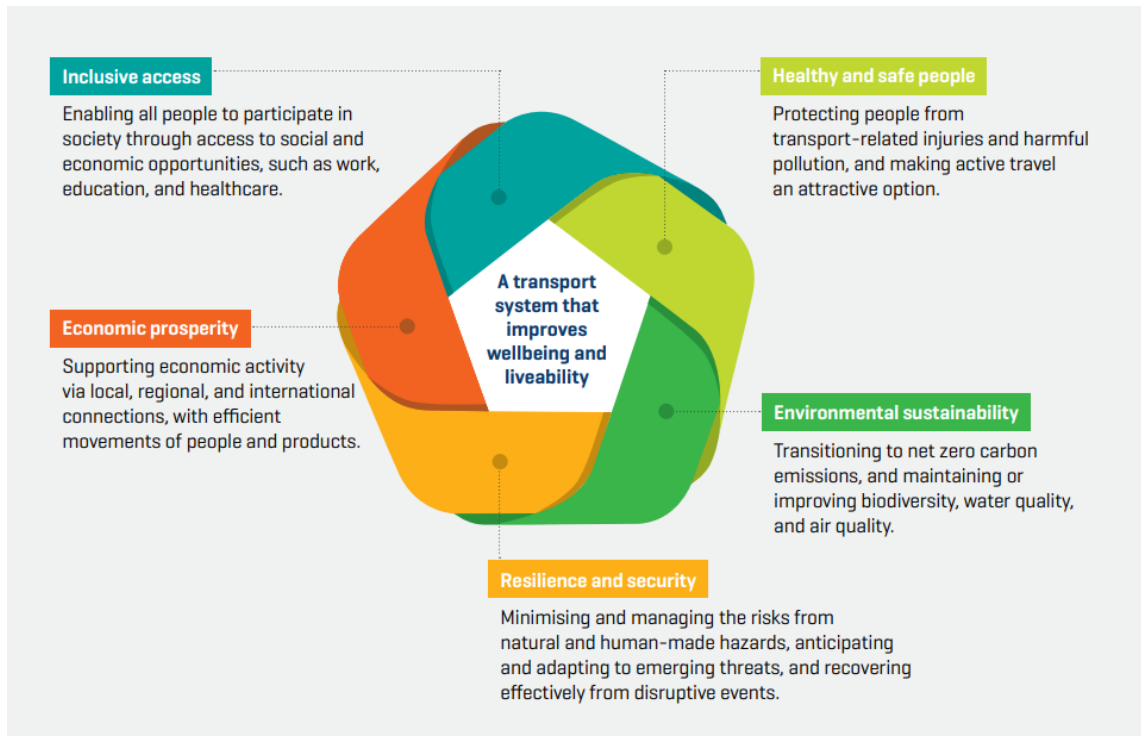 Inclusive access
Enabling all people to participate in
society through access to social and
economic opportunities, such as work,
education, and healthcare.
Healthy and safe people
Protecting people from
transport-related injuries and harmful
pollution, and making active travel
an attractive option.
A transport
system that
improves
wellbeing and
liveability
Economic prosperity
Supporting economic activity
via local, regional, and international
connections, with efficient
movements of people and products.
Environmental sustainability
Transitioning to net zero carbon
emissions, and maintaining or
improving biodiversity, water quality,
and air quality.
Resilience and security
Minimising and managing the risks from
natural and human-made hazards, anticipating
and adapting to emerging threats, and recovering
effectively from disruptive events.